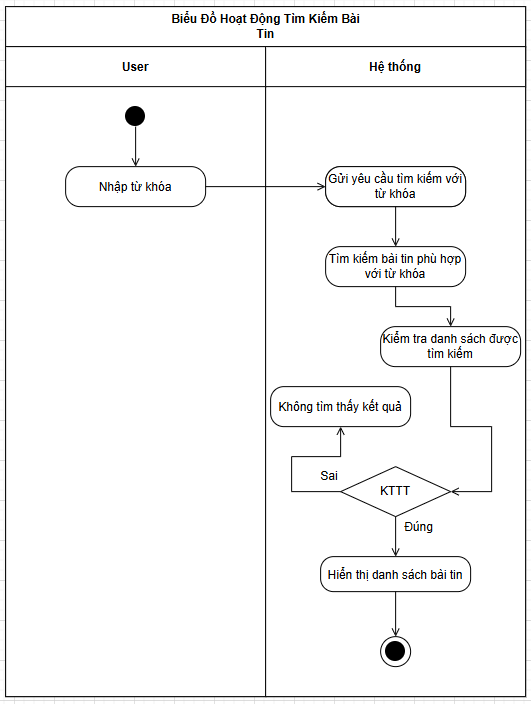 Biểu Đồ Hoạt Động Tìm Kiếm Bài
Tin
User
Hệ thống
Nhập từ khóa
Gửi yêu cầu tìm kiếm với
từ khóa
Tìm kiếm bài tin phù hợp
với từ khóa
Kiểm tra danh sách được
tìm kiếm
Không tìm thấy kết quả
Sai
KTTT
Đúng
Hiển thị danh sách bài tin